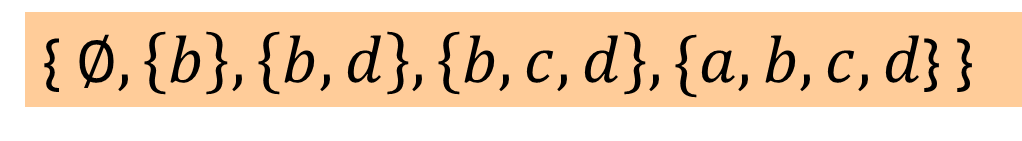 { ∅, {b}, {b, d}, {b, c, d}, {a, b, c, d} }